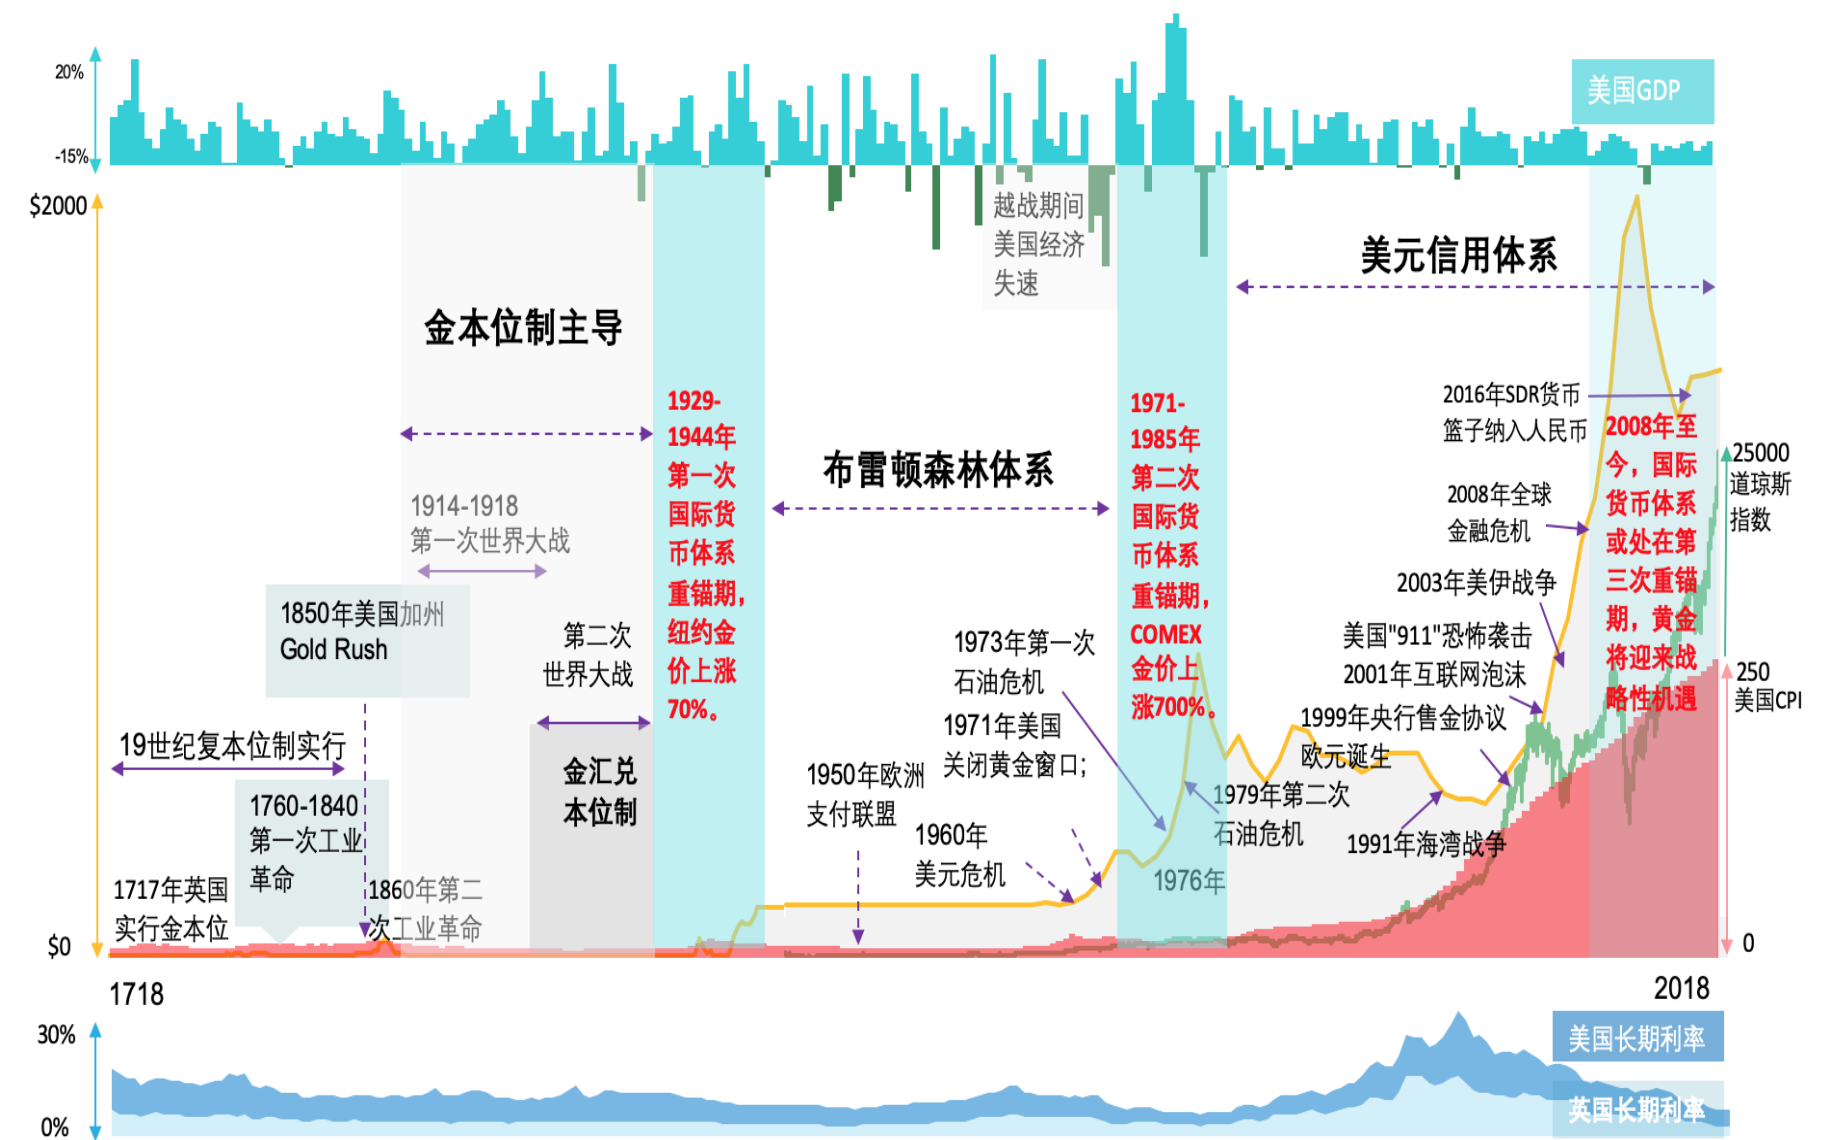 20%
-15%
美国GDP
$2000
越战期间
美国经济
失速
美元信用体系
金本位制主导
1929-
1944年
第一次
国际货
币体系
重锚期，
纽约金
价上涨
70%。
1971-
1985年
第二次
国际货
币体系
重锚期，
COMEX
金价上
涨700%。
布雷顿森林体系
2016年SDR货币
篮子纳入人民币
2008年至
今，国际
货币体系
或处在第
三次重锚
期，黄金
将迎来战
略性机遇
25000
道琼斯
指数
2008年全球
金融危机
1914-1918
第一次世界大战
2003年美伊战争
1850年美国加州
Gold Rush
第二次
世界大战
1973年第一次
石油危机
美国"911"恐怖袭击
2001年互联网泡沫
250
美国CPI
1971年美国
关闭黄金窗口;
1999年央行售金协议
欧元诞生
19世纪复本位制实行
金汇兑
本位制
1950年欧洲
支付联盟
1760-1840
第一次工业
革命
1979年第二次
石油危机
1960年
美元危机
1991年海湾战争
1976年
1717年英国
实行金本位
1860年第二
次工业革命
$0
0
1718
2018
30%
美国长期利率
英国长期利率
0%